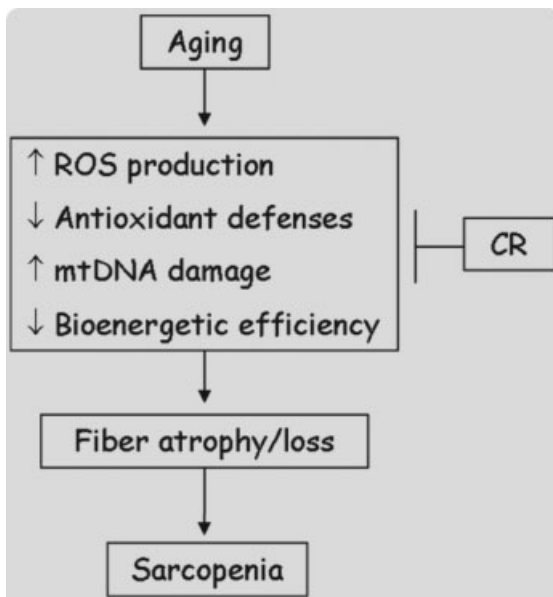 Aging
↑ ROS production
↓ Antioxidant defenses
↑ mtDNA damage
↓ Bioenergetic efficiency
CR
Fiber atrophy/loss
Sarcopenia